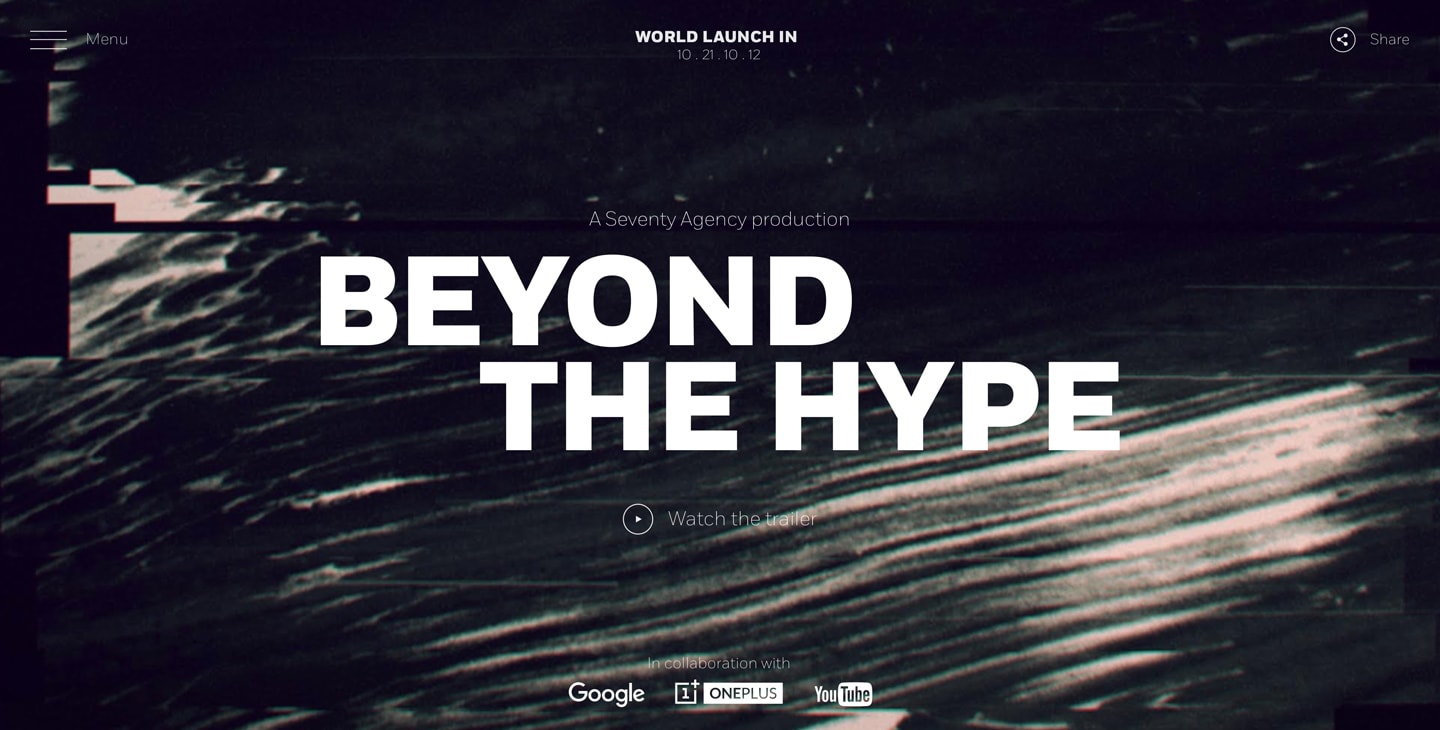 Menu
WORLD LAUNCH IN
10 . 21 . 10 . 12
Share
A Seventy Agency production
BEYOND
THE HYPE
Watch the trailer
In collaboration with
Google
1+ ONEPLUS
YouTube